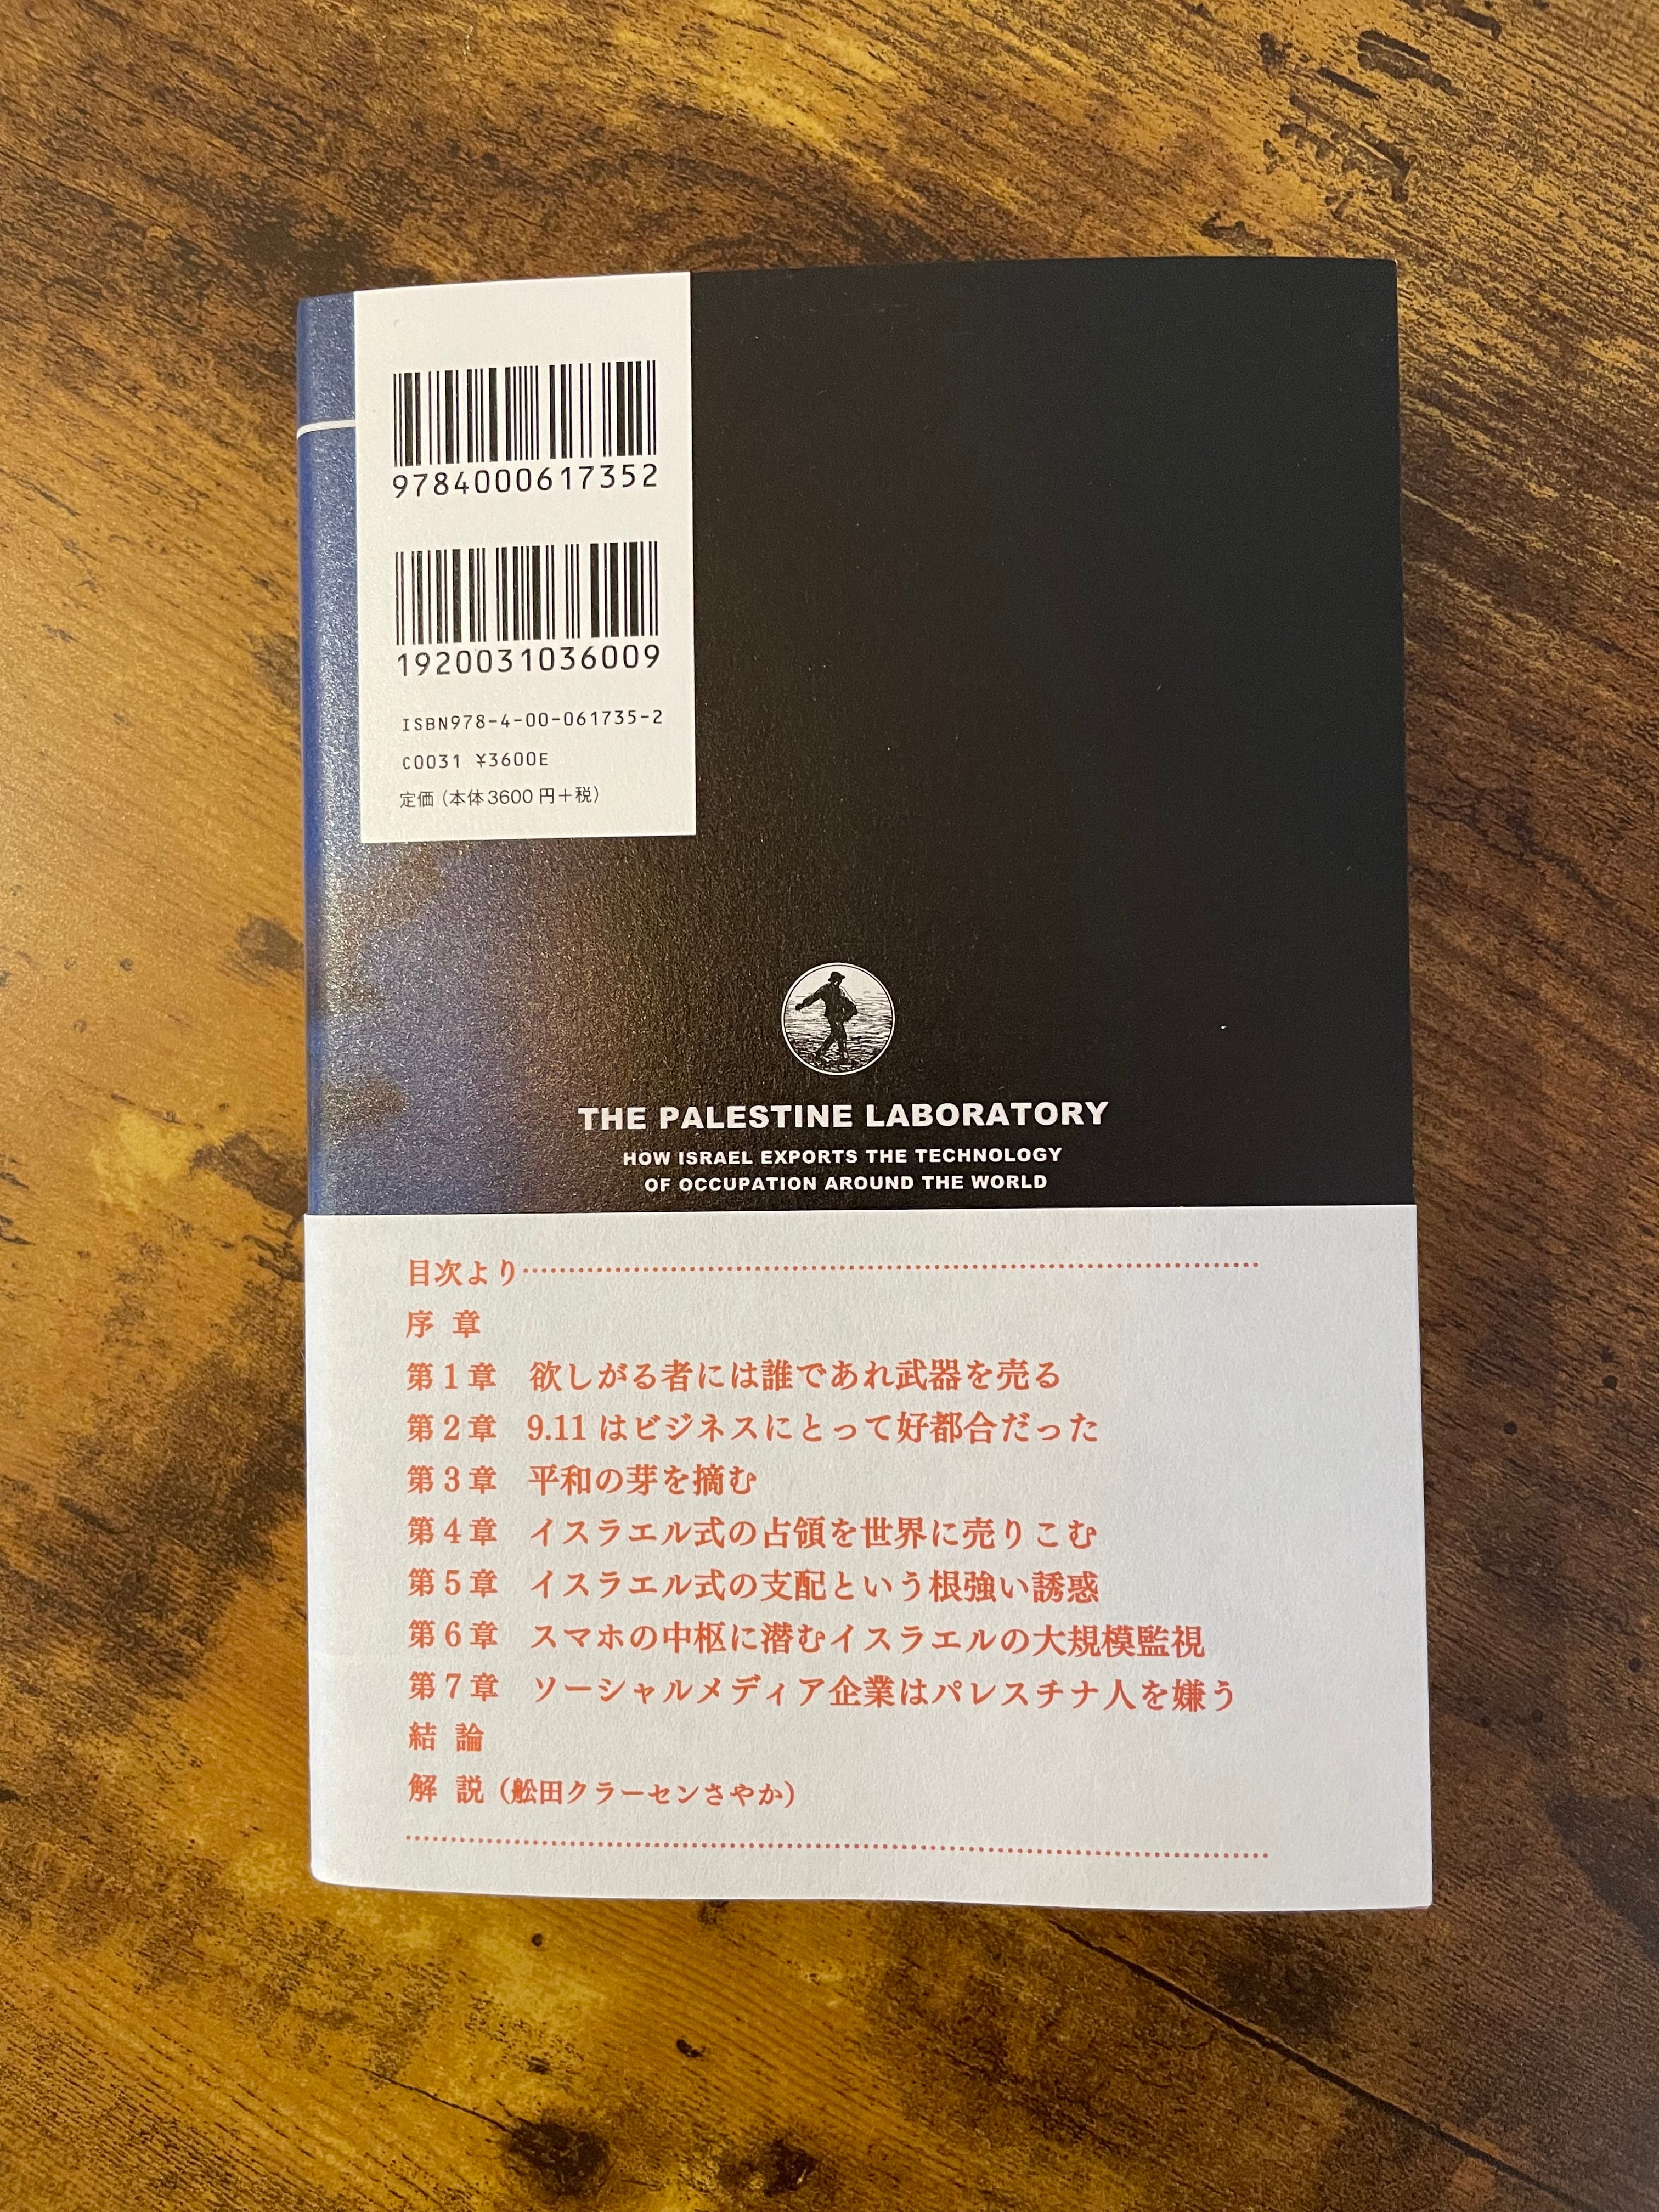 9784000617352
1920031036009
ISBN978-4-00-061735-2
C0031 ¥3600E
定価（本体3600円＋税）
THE PALESTINE LABORATORY
HOW ISRAEL EXPORTS THE TECHNOLOGY
OF OCCUPATION AROUND THE WORLD
目次より
序 章
第1章 欲しがる者には誰であれ武器を売る
第2章 9.11はビジネスにとって好都合だった
第3章 平和の芽を摘む
第4章 イスラエル式の占領を世界に売りこむ
第5章 イスラエル式の支配という根強い誘惑
第6章 スマホの中枢に潜むイスラエルの大規模監視
第7章 ソーシャルメディア企業はパレスチナ人を嫌う
結 論
解 説（舩田クラーセンさやか）